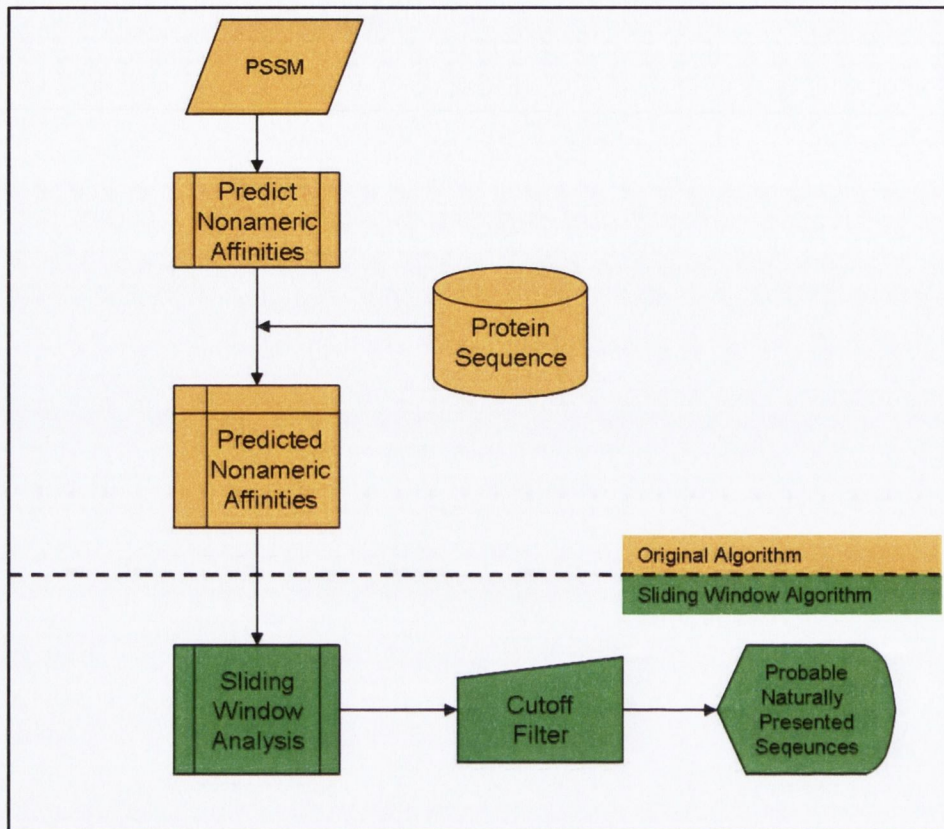 PSSM
Predict
Nonameric
Affinities
Protein
Sequence
Predicted
Nonameric
Affinities
Original Algorithm
Sliding Window Algorithm
Sliding
Window
Analysis
Cutoff
Filter
Probable
Naturally
Presented
Seqeunces